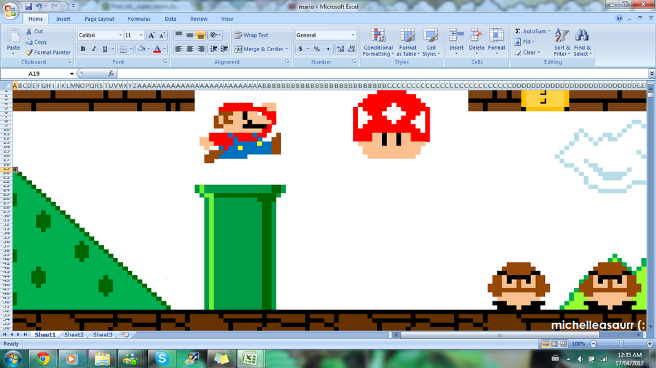 mario - Microsoft Excel
Home Insert Page Layout Formulas Data Review View
Cut
Copy
Format Painter
Paste
Clipboard
Calibri 11
B I U
Font
Wrap Text
Merge & Center
Alignment
General
$ % ,
Number
Conditional Formatting
Format as Table
Cell Styles
Styles
Insert Delete Format
Cells
AutoSum
Fill
Clear
Sort & Filter
Find & Select
Editing
A19
fx
michelleasaurr (:
Sheet1 Sheet2 Sheet3
Ready
100%
12:35 AM
17/04/2012